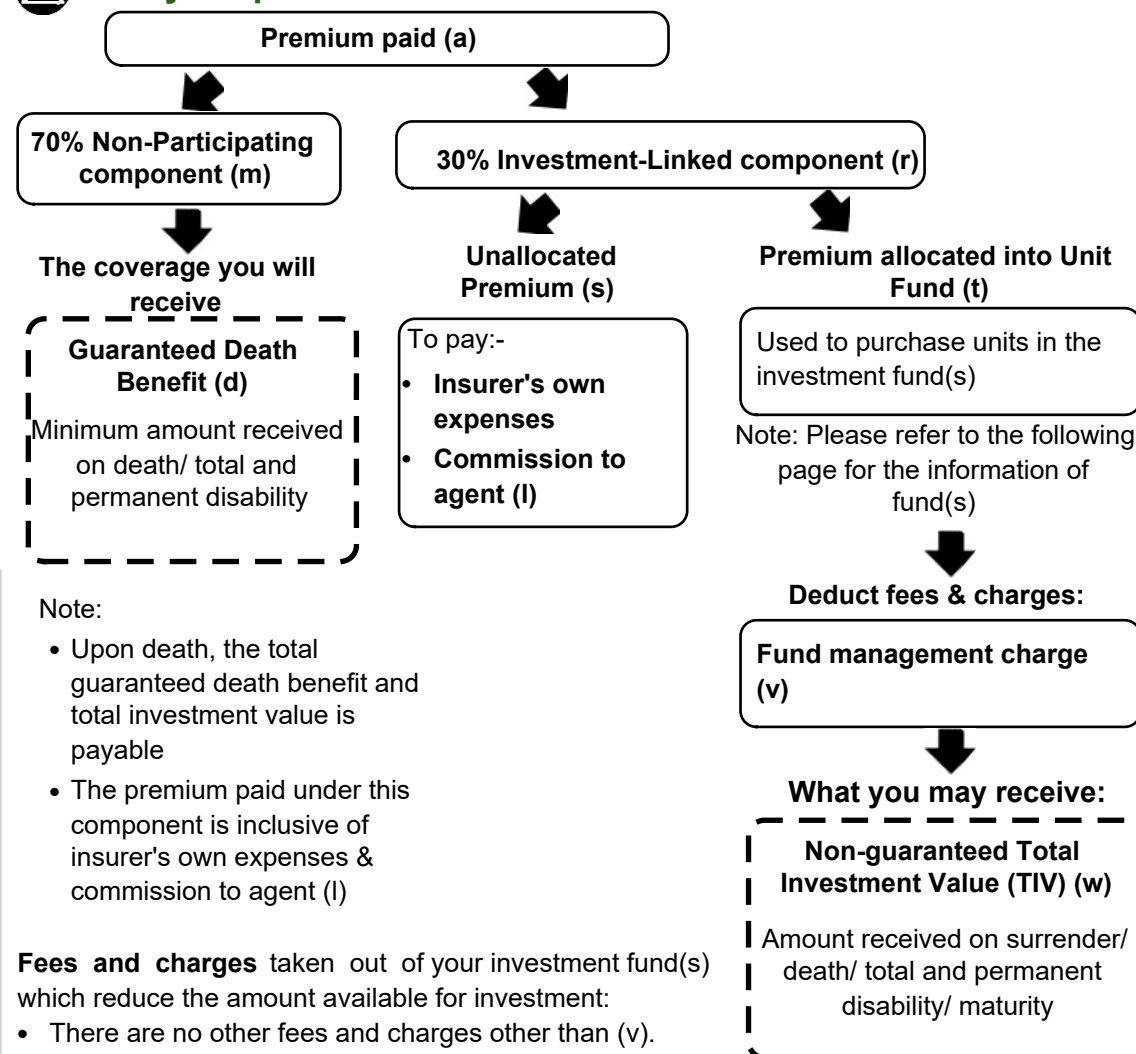 Premium paid (a)
70% Non-Participating
component (m)
30% Investment-Linked component (r)
The coverage you will
receive
Guaranteed Death
Benefit (d)
Minimum amount received
on death/ total and
permanent disability
Unallocated
Premium (s)
To pay:-
• Insurer's own
expenses
• Commission to
agent (l)
Premium allocated into Unit
Fund (t)
Used to purchase units in the
investment fund(s)
Note: Please refer to the following
page for the information of
fund(s)
Deduct fees & charges:
Fund management charge
(v)
What you may receive:
Non-guaranteed Total
Investment Value (TIV) (w)
Amount received on surrender/
death/ total and permanent
disability/ maturity
Note:
• Upon death, the total
guaranteed death benefit and
total investment value is
payable
• The premium paid under this
component is inclusive of
insurer's own expenses &
commission to agent (l)
Fees and charges taken out of your investment fund(s)
which reduce the amount available for investment:
• There are no other fees and charges other than (v).